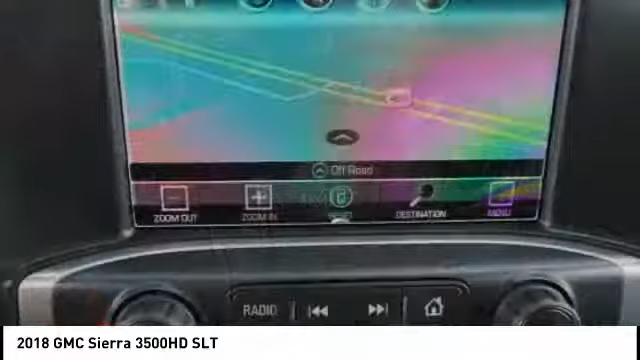 Off Road
ZOOM OUT
ZOOM IN
DESTINATION
MENU
RADIO
2018 GMC Sierra 3500HD SLT